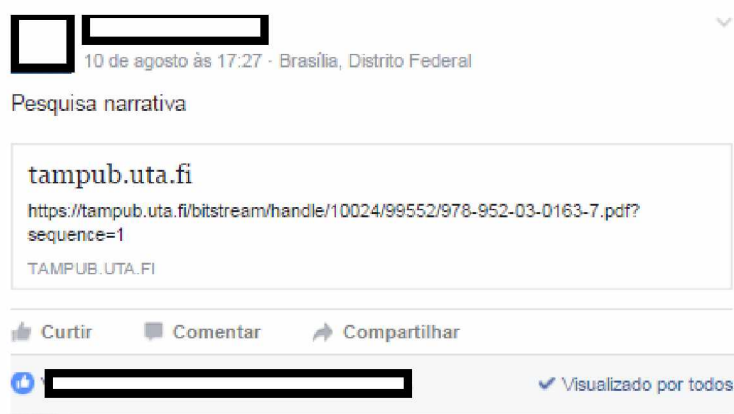 10 de agosto às 17:27 · Brasília, Distrito Federal
Pesquisa narrativa
tampub.uta.fi
https://tampub.uta.fi/bitstream/handle/10024/99552/978-952-03-0163-7.pdf?
sequence=1
TAMPUB.UTA.FI
Curtir Comentar Compartilhar
Visualizado por todos